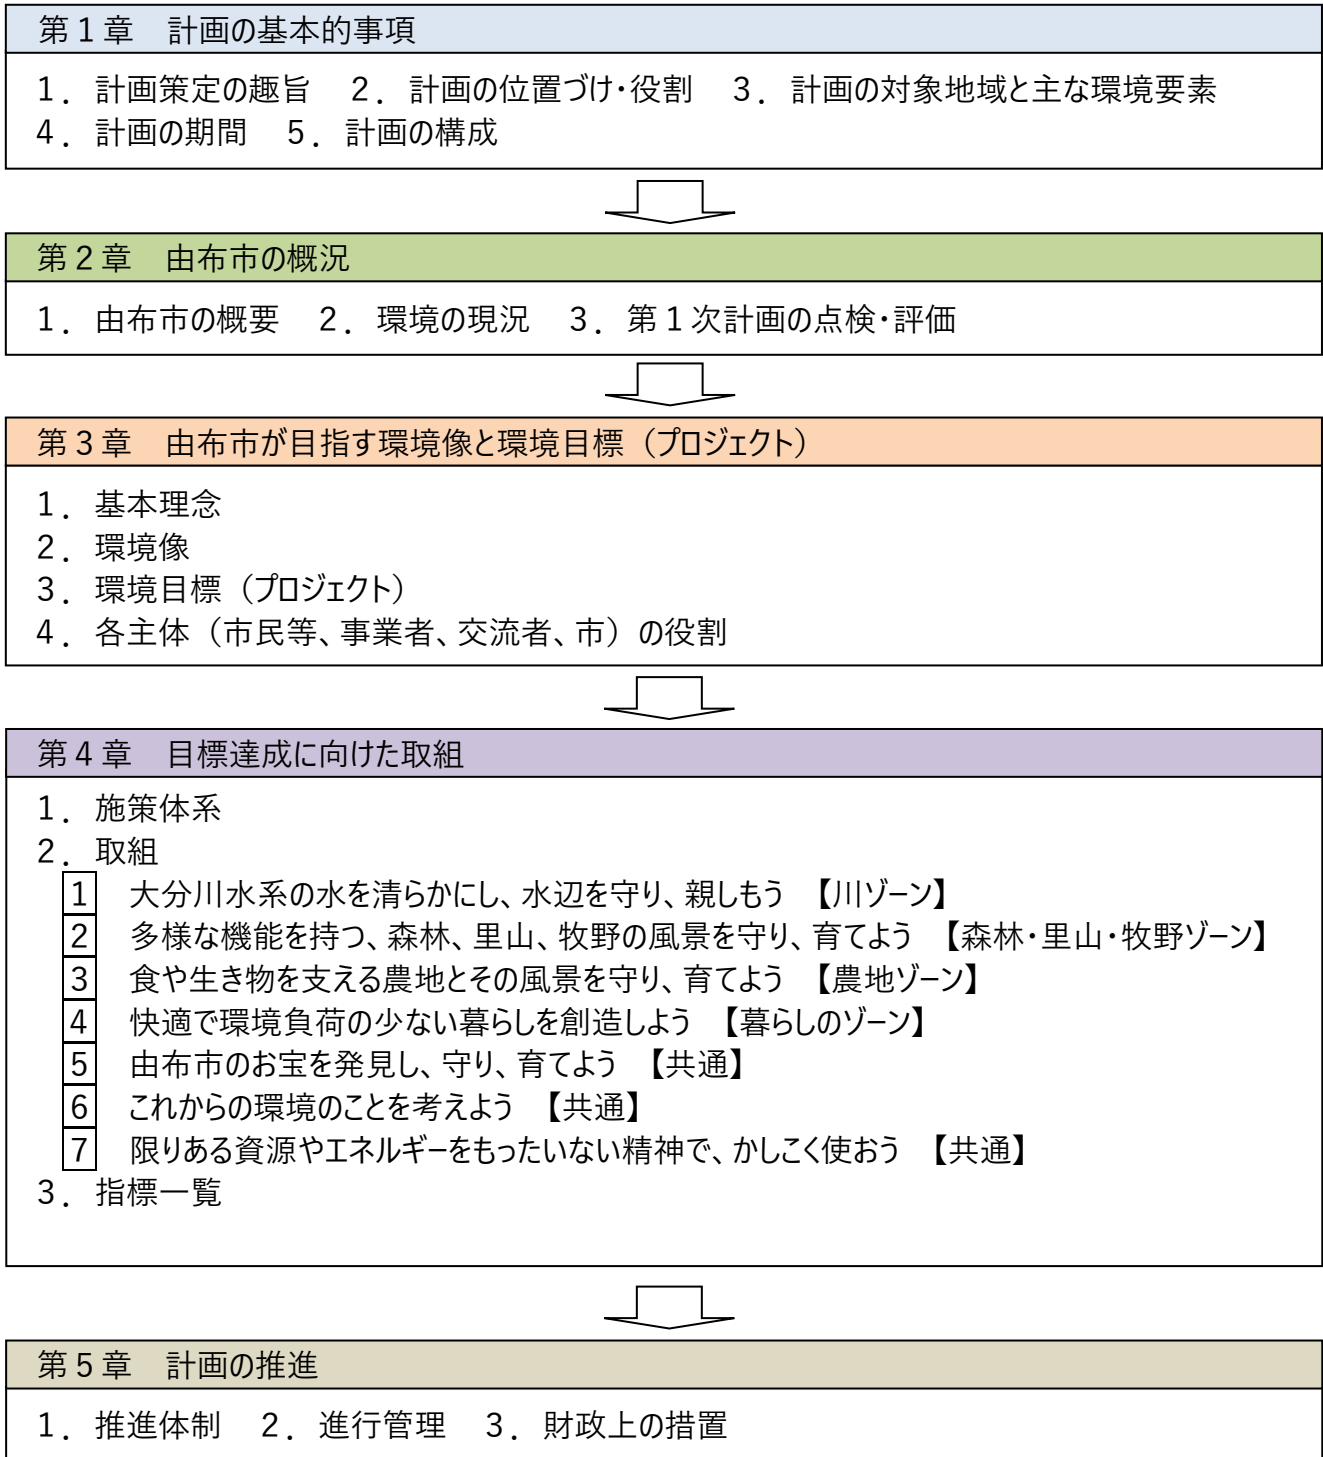 第１章　計画の基本的事項
１．計画策定の趣旨　２．計画の位置づけ・役割　３．計画の対象地域と主な環境要素
４．計画の期間　５．計画の構成
第２章　由布市の概況
１．由布市の概要　２．環境の現況　３．第１次計画の点検・評価
第３章　由布市が目指す環境像と環境目標（プロジェクト）
１．基本理念
２．環境像
３．環境目標（プロジェクト）
４．各主体（市民等、事業者、交流者、市）の役割
第４章　目標達成に向けた取組
１．施策体系
２．取組
1　大分川水系の水を清らかにし、水辺を守り、親しもう　【川ゾーン】
2　多様な機能を持つ、森林、里山、牧野の風景を守り、育てよう　【森林・里山・牧野ゾーン】
3　食や生き物を支える農地とその風景を守り、育てよう　【農地ゾーン】
4　快適で環境負荷の少ない暮らしを創造しよう　【暮らしのゾーン】
5　由布市のお宝を発見し、守り、育てよう　【共通】
6　これからの環境のことを考えよう　【共通】
7　限りある資源やエネルギーをもったいない精神で、かしこく使おう　【共通】
３．指標一覧
第５章　計画の推進
１．推進体制　２．進行管理　３．財政上の措置